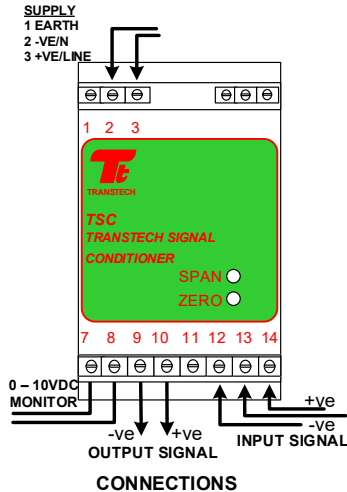 SUPPLY
1 EARTH
2 -VE/N
3 +VE/LINE
1 2 3
Tt
TRANSTECH
TSC
TRANSTECH SIGNAL
CONDITIONER
SPAN
ZERO
7 8 9 10 11 12 13 14
0 – 10VDC
MONITOR
+ve
-ve +ve -ve
OUTPUT SIGNAL INPUT SIGNAL
CONNECTIONS